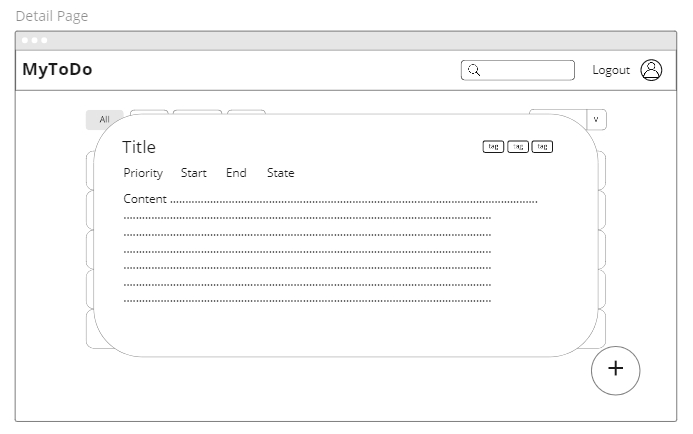 Detail Page
MyToDo
Logout
All
v
Title
tag tag tag
Priority Start End State
Content ........................................................................................................................
........................................................................................................................
........................................................................................................................
........................................................................................................................
........................................................................................................................
........................................................................................................................
........................................................................................................................
+